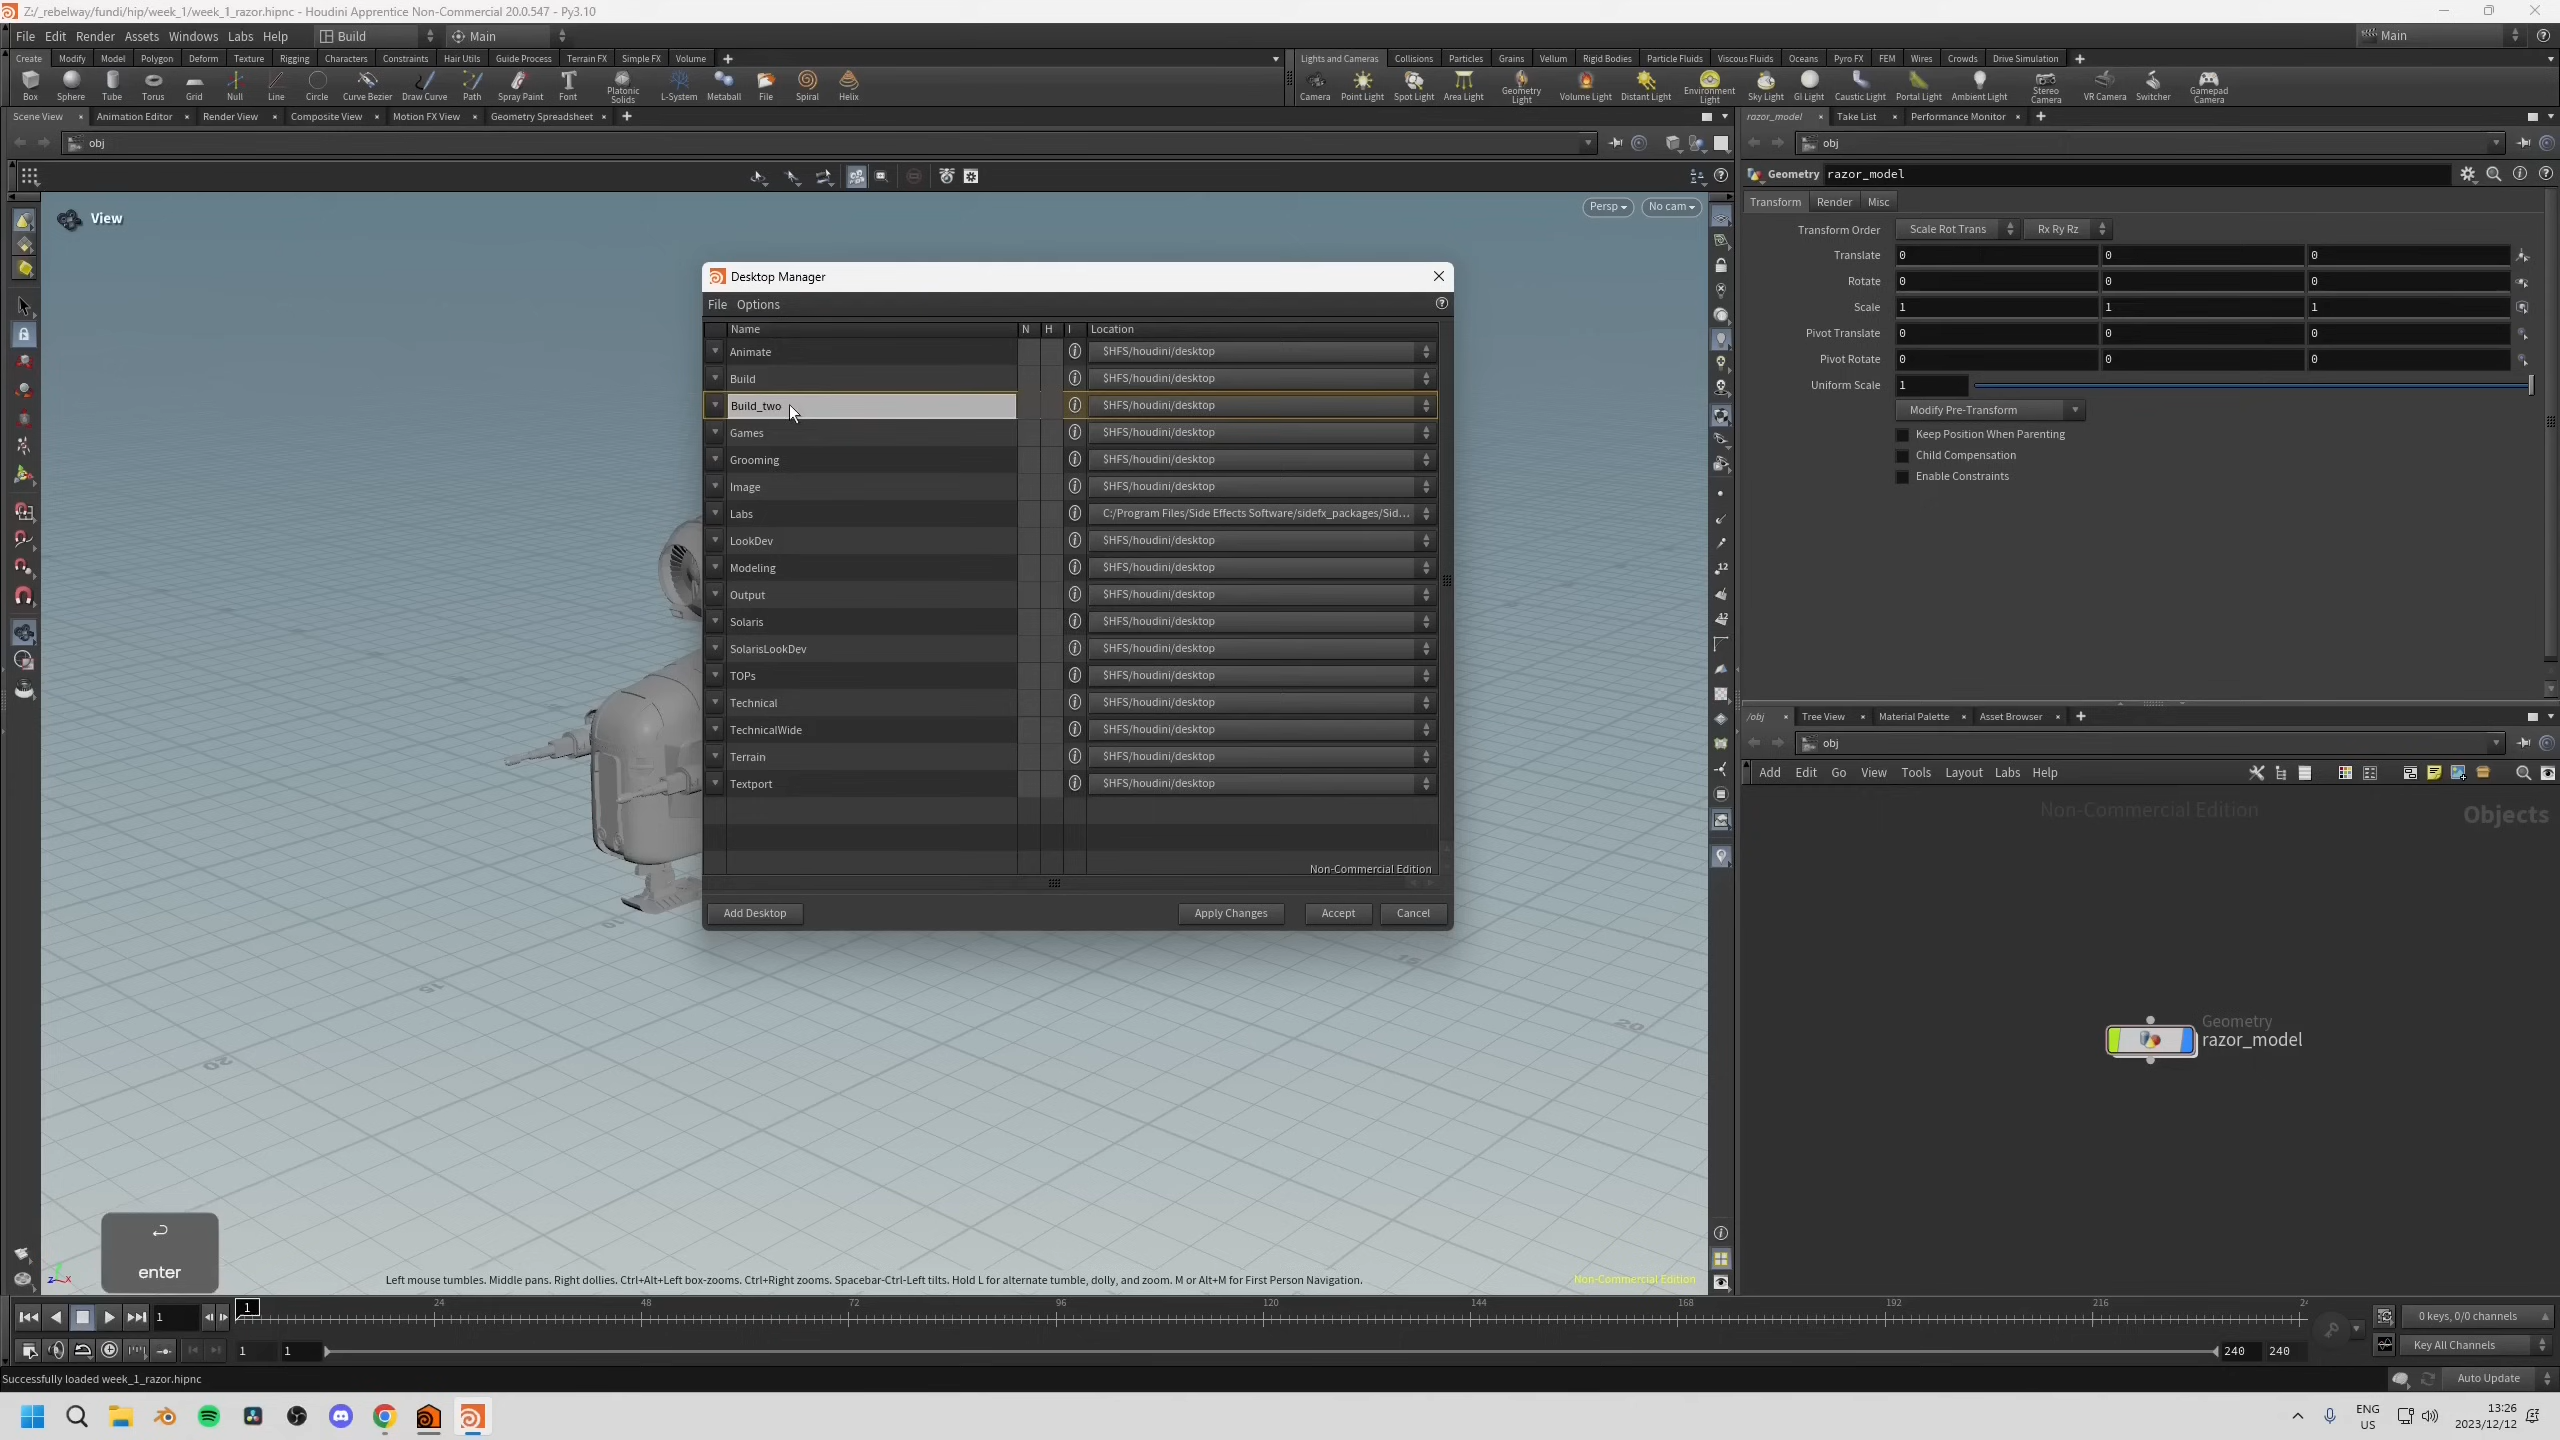 Z:/_rebelway/fundi/hip/week_1/week_1_razor.hipnc - Houdini Apprentice Non-Commercial 20.0.547 - Py3.10
File Edit Render Assets Windows Labs Help Build Main Main
Create Modify Model Polygon Deform Texture Rigging Characters Constraints Hair Utils Guide Process Terrain FX Simple FX Volume
Lights and Cameras Collisions Particles Grains Vellum Rigid Bodies Particle Fluids Viscous Fluids Oceans Pyro FX FEM Wires Crowds Drive Simulation
Box Sphere Tube Torus Grid Null Line Circle Curve Bezier Draw Curve Path Spray Paint Font Platonic Solids L-System Metaball File Spiral Helix
Camera Point Light Spot Light Area Light Geometry Light Volume Light Distant Light Environment Light Sky Light GI Light Caustic Light Portal Light Ambient Light Stereo Camera VR Camera Switcher Gamepad Camera
Scene View Animation Editor Render View Composite View Motion FX View Geometry Spreadsheet
razor_model Take List Performance Monitor
obj
obj
View
Persp
No cam
Geometry razor_model
Transform Render Misc
Transform Order Scale Rot Trans Rx Ry Rz
Translate 0 0 0
Rotate 0 0 0
Scale 1 1 1
Pivot Translate 0 0 0
Pivot Rotate 0 0 0
Uniform Scale 1
Modify Pre-Transform
Keep Position When Parenting
Child Compensation
Enable Constraints
Desktop Manager
File Options
Name N H I Location
Animate $HFS/houdini/desktop
Build $HFS/houdini/desktop
Build_two $HFS/houdini/desktop
Games $HFS/houdini/desktop
Grooming $HFS/houdini/desktop
Image $HFS/houdini/desktop
Labs C:/Program Files/Side Effects Software/sidefx_packages/Sid...
LookDev $HFS/houdini/desktop
Modeling $HFS/houdini/desktop
Output $HFS/houdini/desktop
Solaris $HFS/houdini/desktop
SolarisLookDev $HFS/houdini/desktop
TOPs $HFS/houdini/desktop
Technical $HFS/houdini/desktop
TechnicalWide $HFS/houdini/desktop
Terrain $HFS/houdini/desktop
Textport $HFS/houdini/desktop
Non-Commercial Edition
Add Desktop Apply Changes Accept Cancel
/obj Tree View Material Palette Asset Browser
obj
Add Edit Go View Tools Layout Labs Help
Non-Commercial Edition
Objects
Geometry
razor_model
12
12
15
15
20
20
enter
z x
Left mouse tumbles. Middle pans. Right dollies. Ctrl+Alt+Left box-zooms. Ctrl+Right zooms. Spacebar-Ctrl-Left tilts. Hold L for alternate tumble, dolly, and zoom. M or Alt+M for First Person Navigation.
Non-Commercial Edition
1 1 24 48 72 96 120 144 168 192 216
0 keys, 0/0 channels
1 1 240 240
Key All Channels
Successfully loaded week_1_razor.hipnc
Auto Update
ENG
US
13:26
2023/12/12